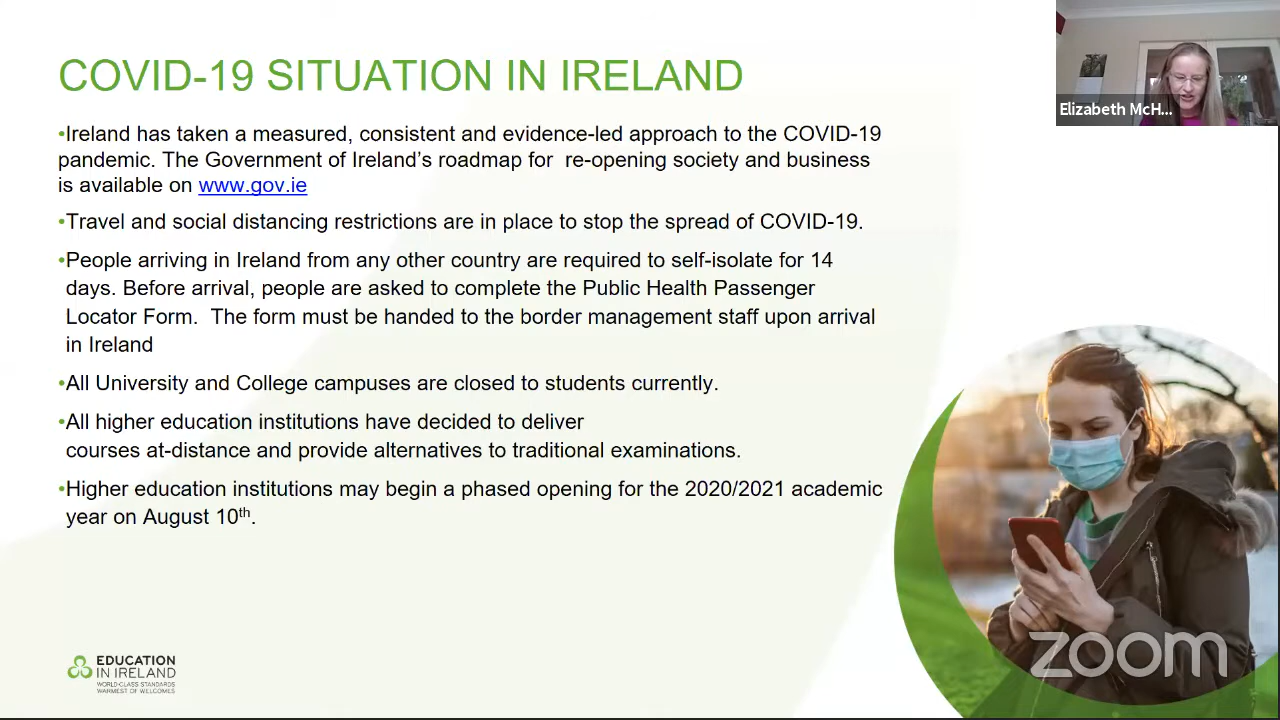 COVID-19 SITUATION IN IRELAND
Elizabeth McH...
•Ireland has taken a measured, consistent and evidence-led approach to the COVID-19
pandemic. The Government of Ireland's roadmap for  re-opening society and business
is available on www.gov.ie
•Travel and social distancing restrictions are in place to stop the spread of COVID-19.
•People arriving in Ireland from any other country are required to self-isolate for 14
days. Before arrival, people are asked to complete the Public Health Passenger
Locator Form.  The form must be handed to the border management staff upon arrival
in Ireland
•All University and College campuses are closed to students currently.
•All higher education institutions have decided to deliver
courses at-distance and provide alternatives to traditional examinations.
•Higher education institutions may begin a phased opening for the 2020/2021 academic
year on August 10th.
EDUCATION
IN IRELAND
WORLD-CLASS STANDARDS
WARMEST OF WELCOMES
zoom